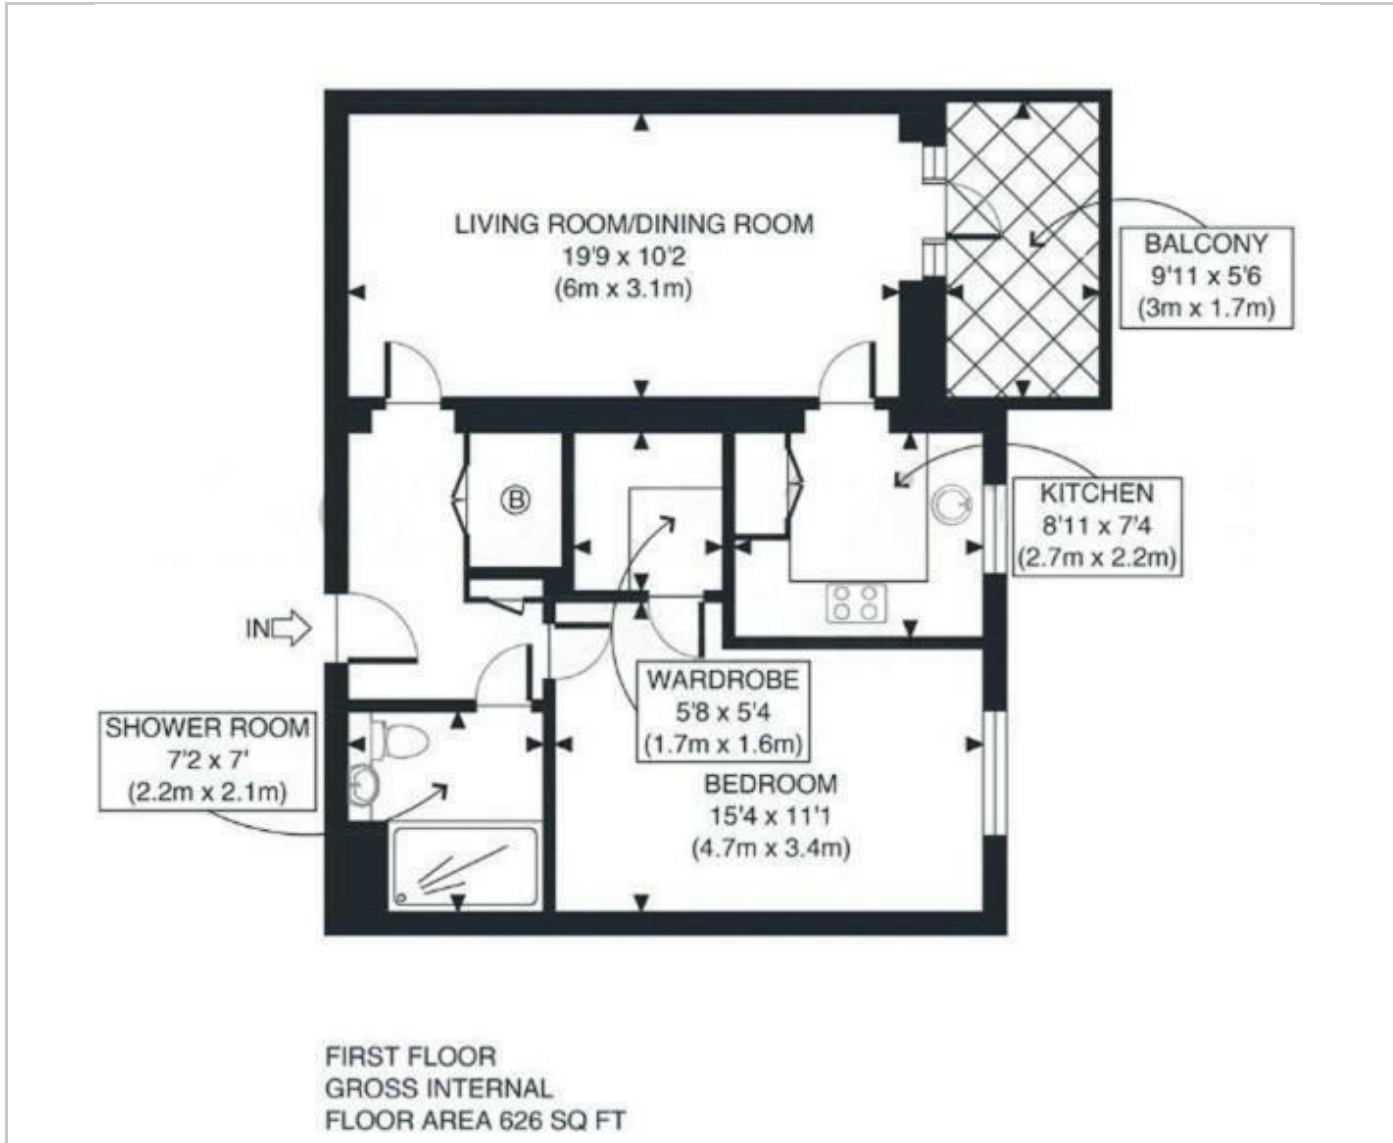 LIVING ROOM/DINING ROOM
19'9 x 10'2
(6m x 3.1m)
BALCONY
9'11 x 5'6
(3m x 1.7m)
B
KITCHEN
8'11 x 7'4
(2.7m x 2.2m)
IN
WARDROBE
5'8 x 5'4
(1.7m x 1.6m)
SHOWER ROOM
7'2 x 7'
(2.2m x 2.1m)
BEDROOM
15'4 x 11'1
(4.7m x 3.4m)
FIRST FLOOR
GROSS INTERNAL
FLOOR AREA 626 SQ FT